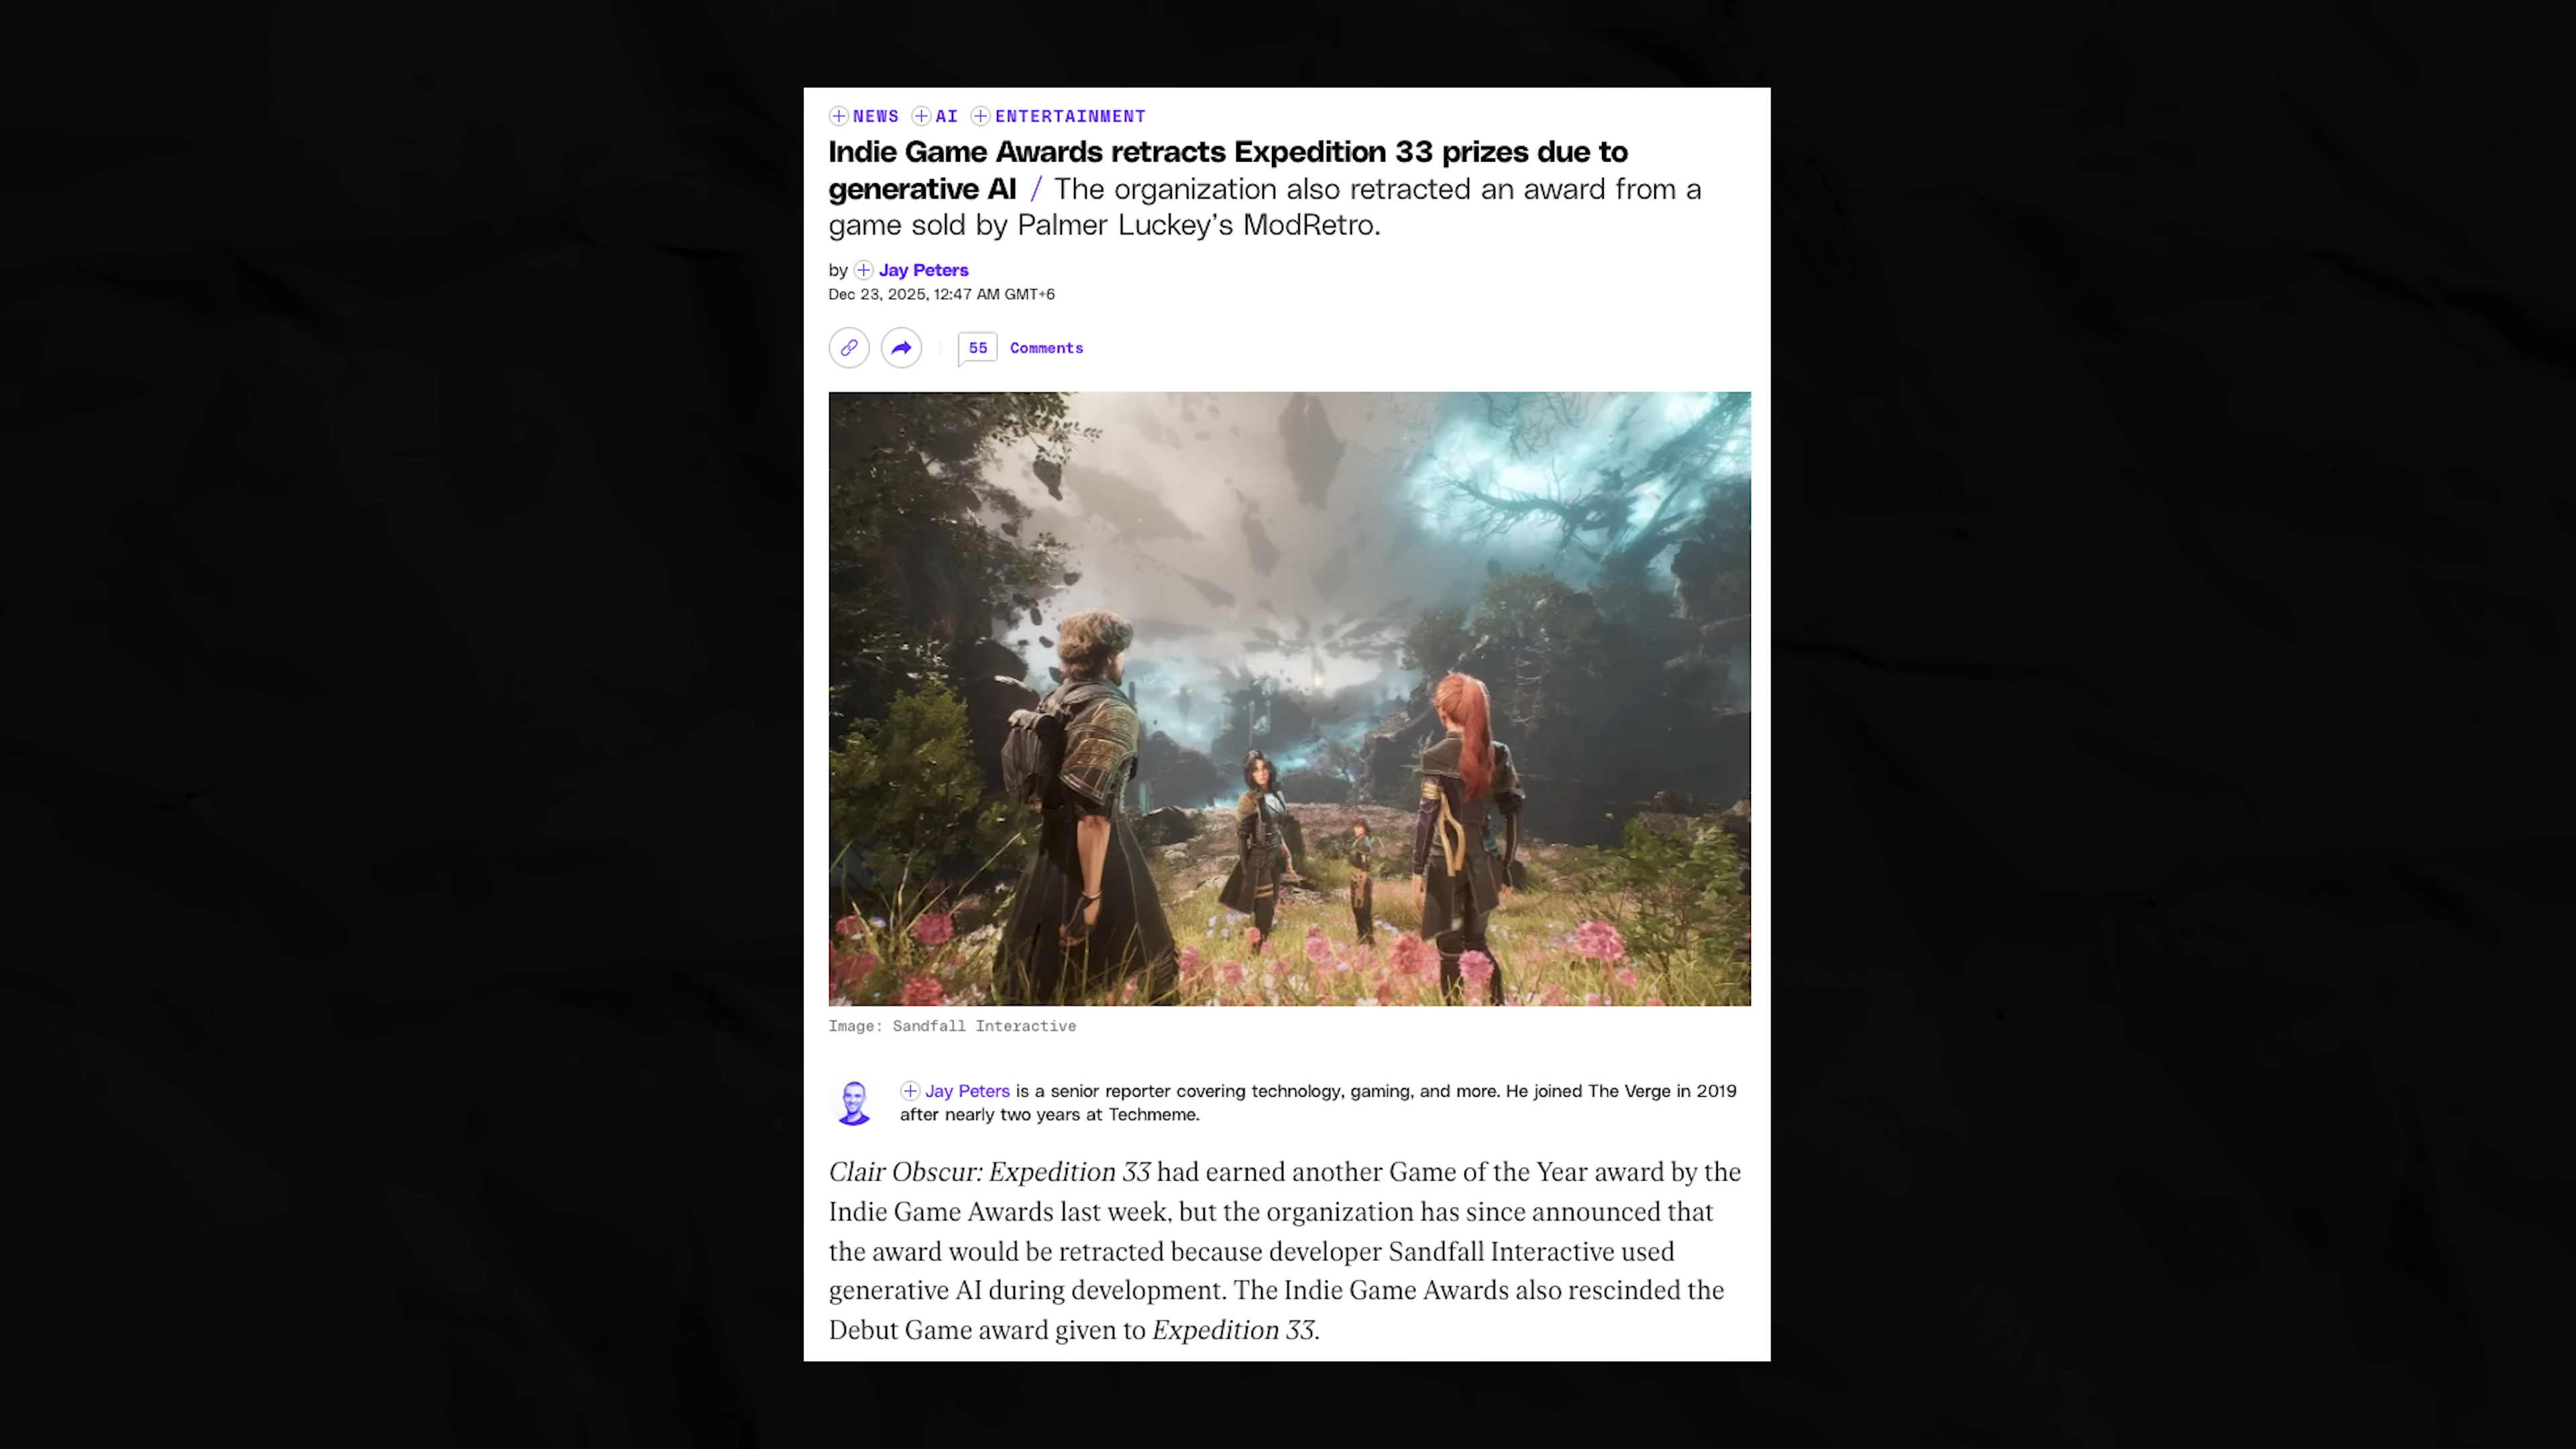 NEWS AI ENTERTAINMENT
Indie Game Awards retracts Expedition 33 prizes due to
generative AI / The organization also retracted an award from a
game sold by Palmer Luckey’s ModRetro.
by Jay Peters
Dec 23, 2025, 12:47 AM GMT+6
55 Comments
Image: Sandfall Interactive
Jay Peters is a senior reporter covering technology, gaming, and more. He joined The Verge in 2019
after nearly two years at Techmeme.
Clair Obscur: Expedition 33 had earned another Game of the Year award by the
Indie Game Awards last week, but the organization has since announced that
the award would be retracted because developer Sandfall Interactive used
generative AI during development. The Indie Game Awards also rescinded the
Debut Game award given to Expedition 33.